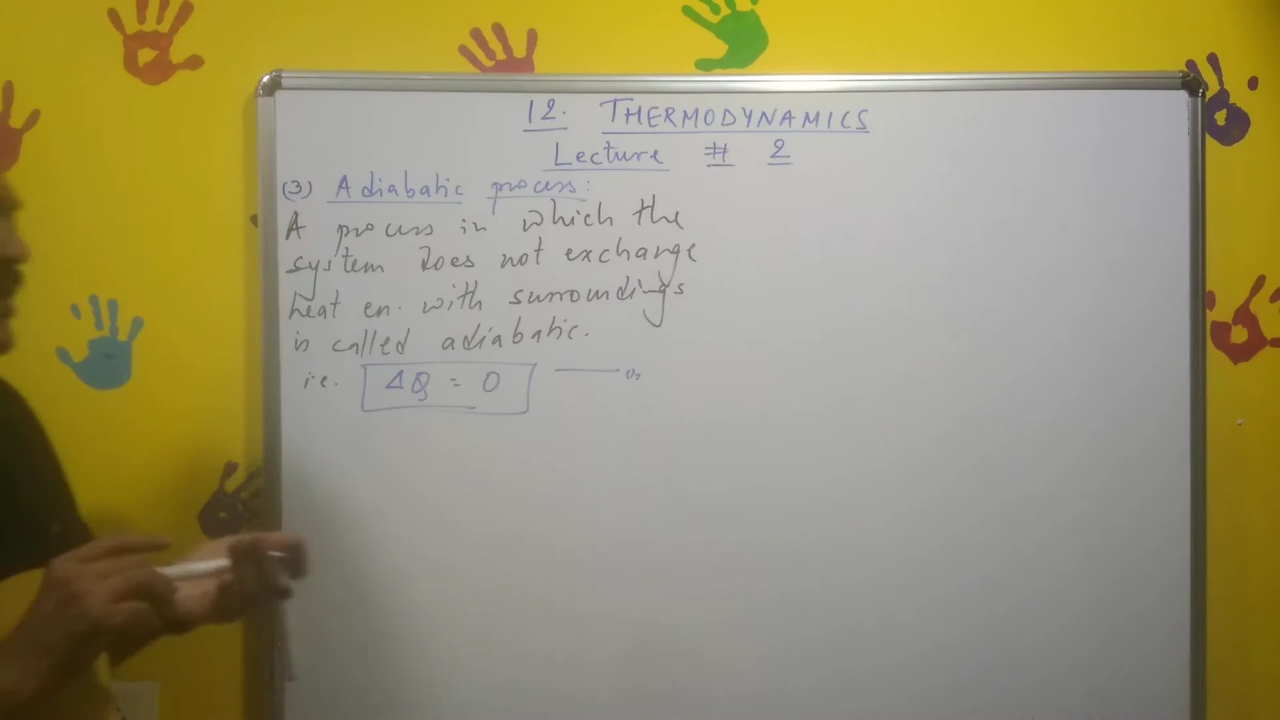 12. THERMODYNAMICS
Lecture # 2
(3) Adiabatic process:
A process in which the
system does not exchange
heat en. with surroundings
is called adiabatic.
i.e. ΔQ = 0 —— (1)